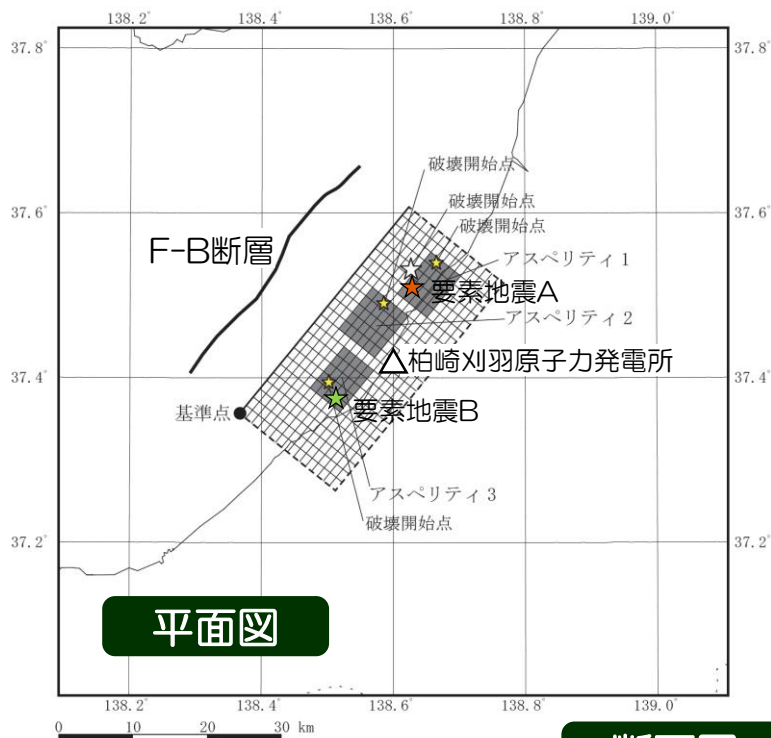 138.2° 138.4° 138.6° 138.8° 139.0°
37.8° 37.8°
破壊開始点
破壊開始点
37.6° 37.6°
破壊開始点
F-B断層
アスペリティ1
要素地震A
アスペリティ2
△柏崎刈羽原子力発電所
37.4° 37.4°
基準点
要素地震B
アスペリティ3
破壊開始点
37.2° 37.2°
平面図
138.2° 138.4° 138.6° 138.8° 139.0°
0 10 20 30 km